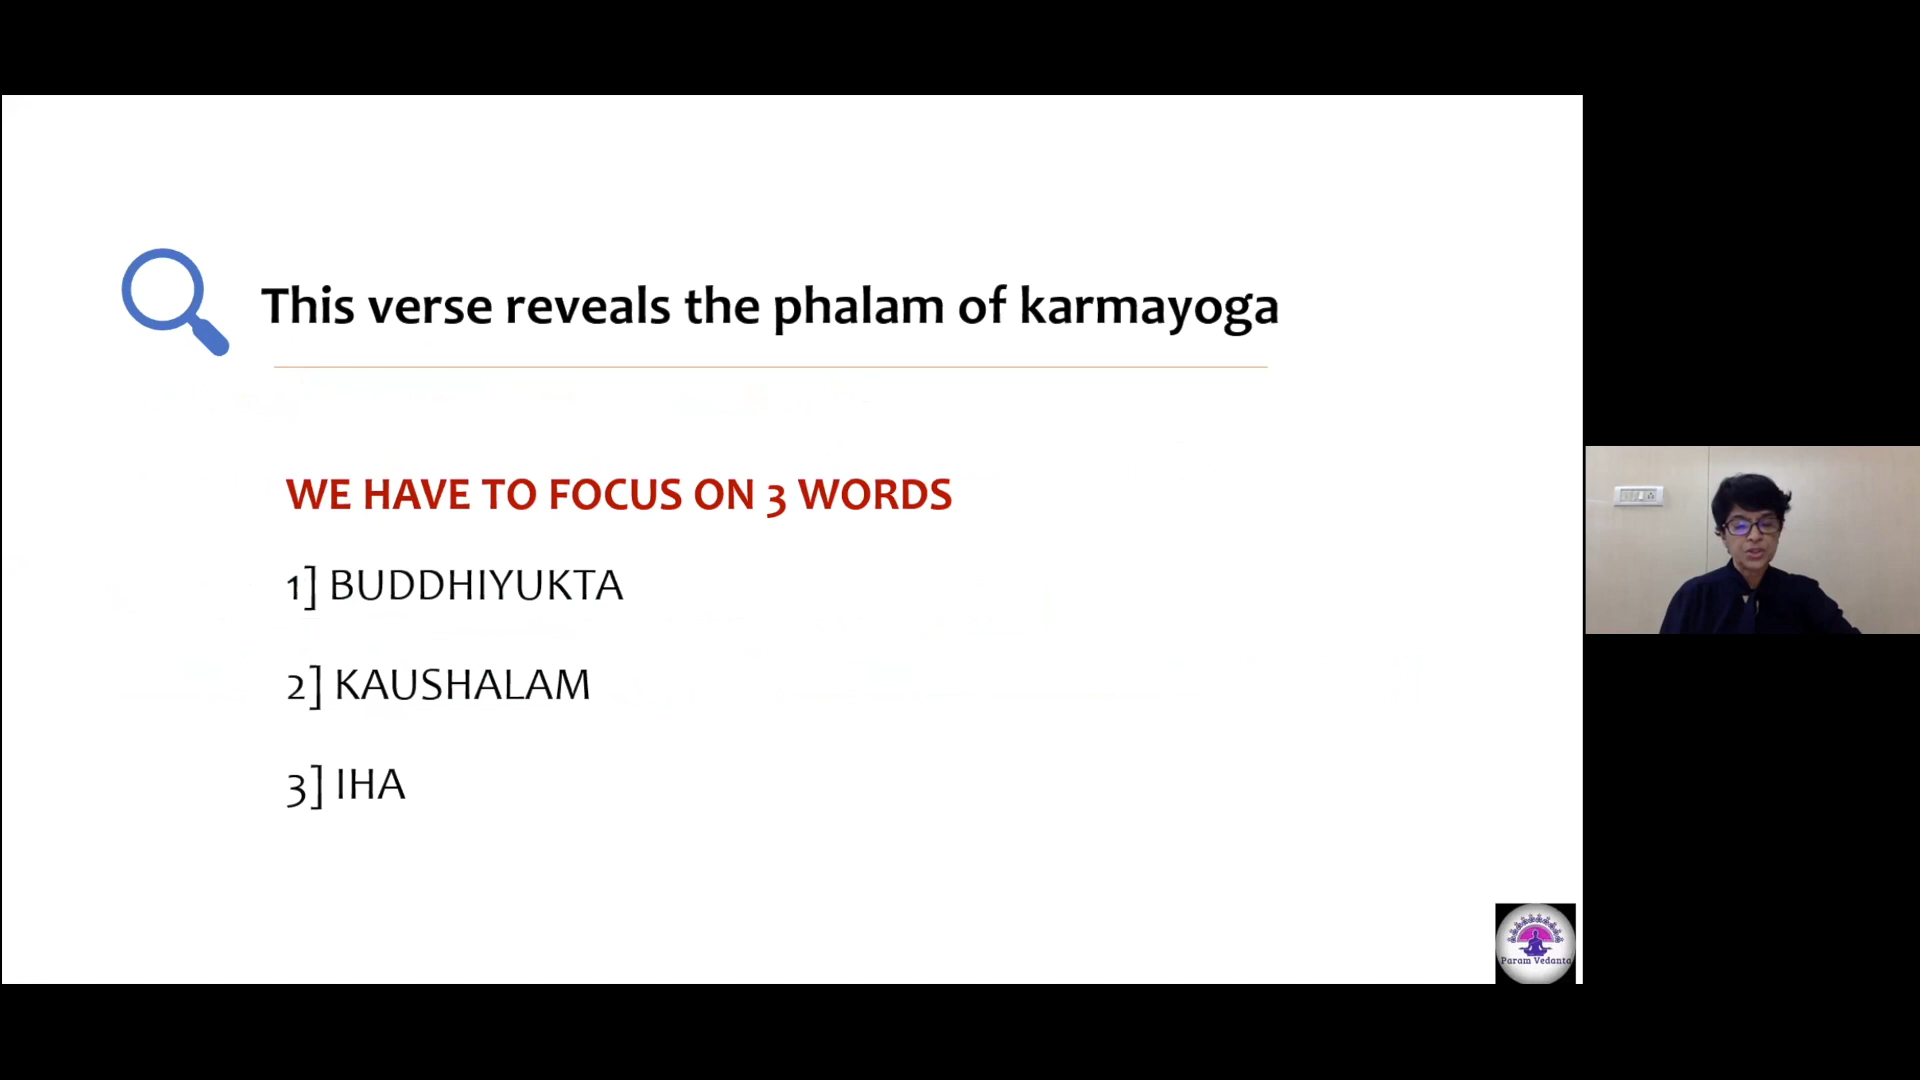 This verse reveals the phalam of karmayoga
WE HAVE TO FOCUS ON 3 WORDS
1] BUDDHIYUKTA
2] KAUSHALAM
3] IHA
Param Vedanta